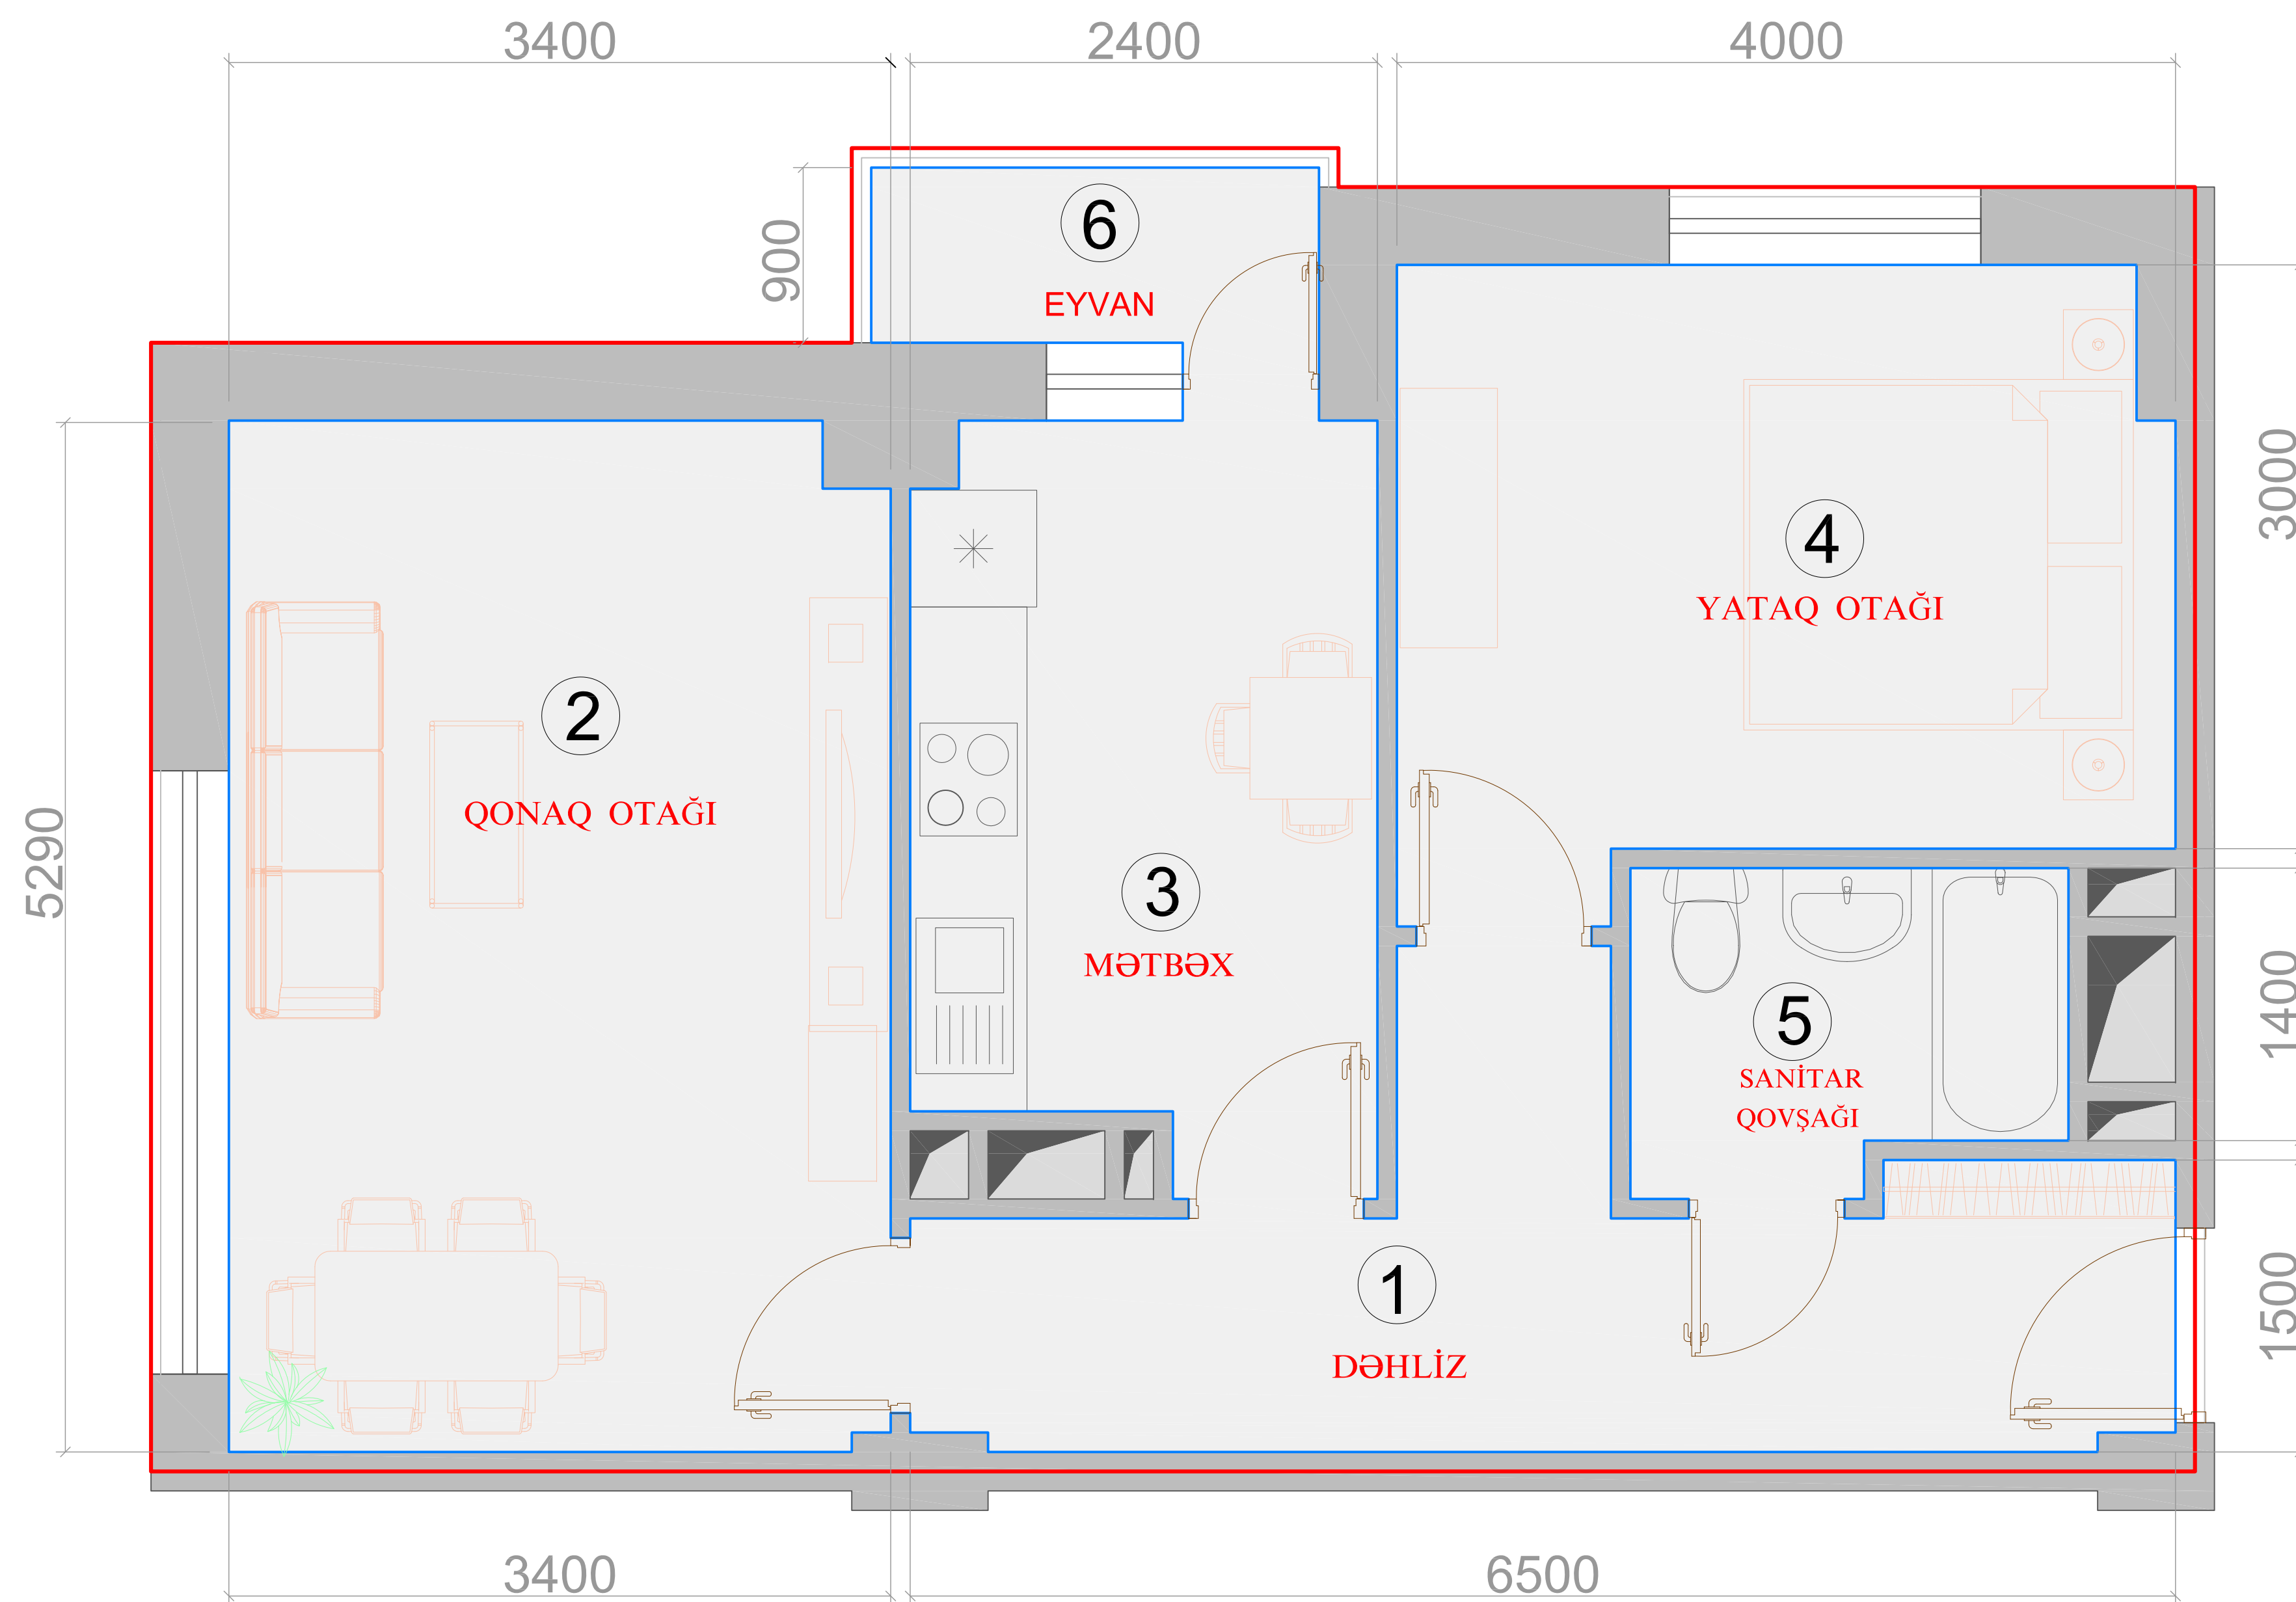 3400
2400
4000
6
EYVAN
900
3000
4
YATAQ OTAĞI
2
QONAQ OTAĞI
5290
3
MƏTBƏX
5
SANİTAR
QOVŞAĞI
1400
1
DƏHLİZ
1500
3400
6500